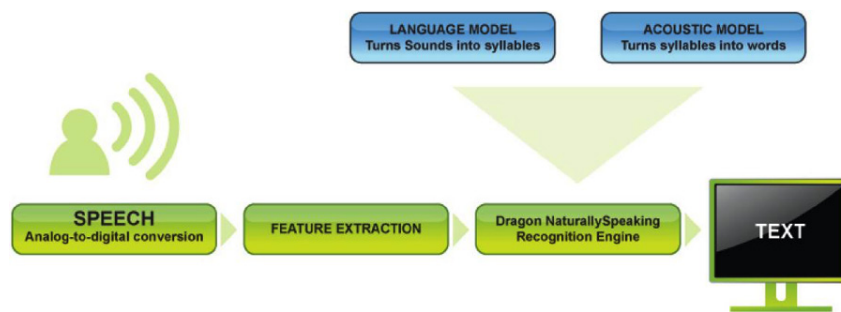 LANGUAGE MODEL
Turns Sounds into syllables
ACOUSTIC MODEL
Turns syllables into words
SPEECH
Analog-to-digital conversion
FEATURE EXTRACTION
Dragon NaturallySpeaking
Recognition Engine
TEXT